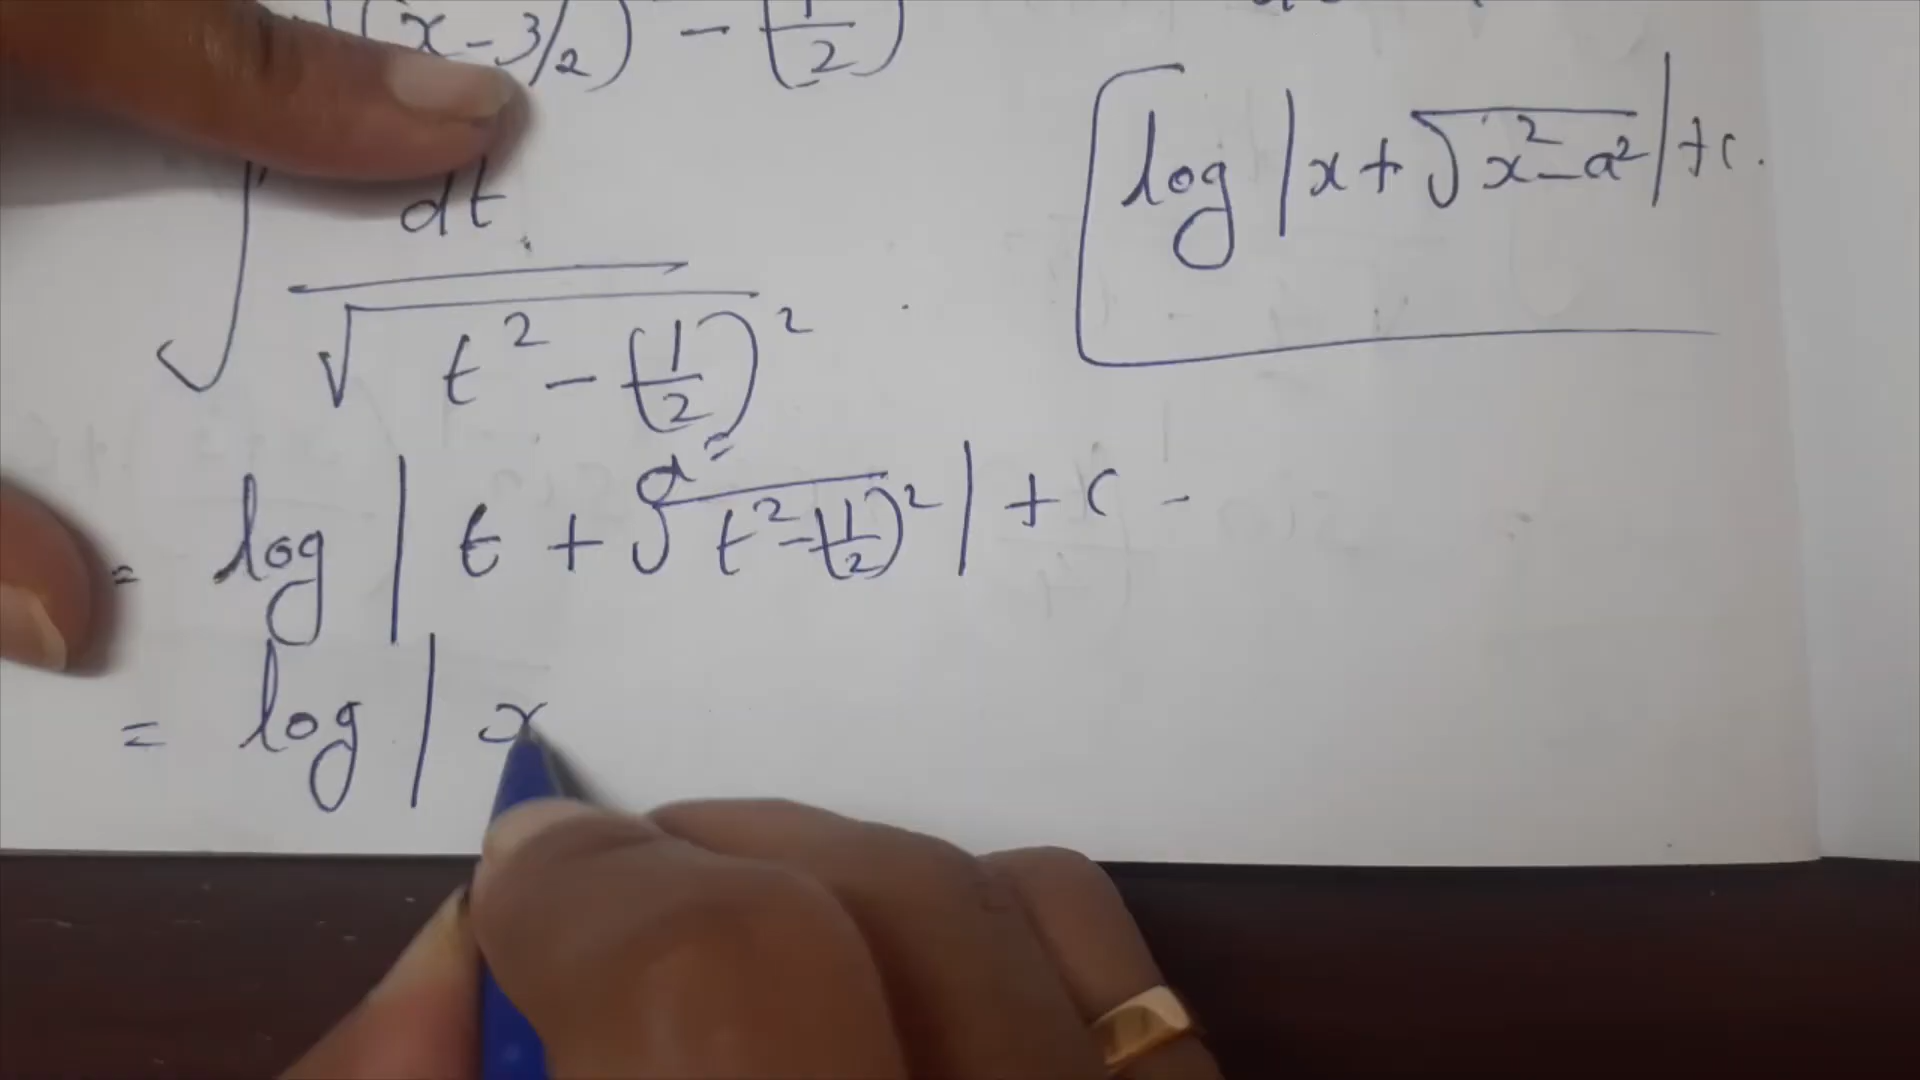 (x - 3/2) - (1/2)
log |x + √(x² - a²)| + c.
∫ dt / √(t² - (1/2)²)
a =
= log | t + √(t² - (1/2)²) | + c -
= log | x